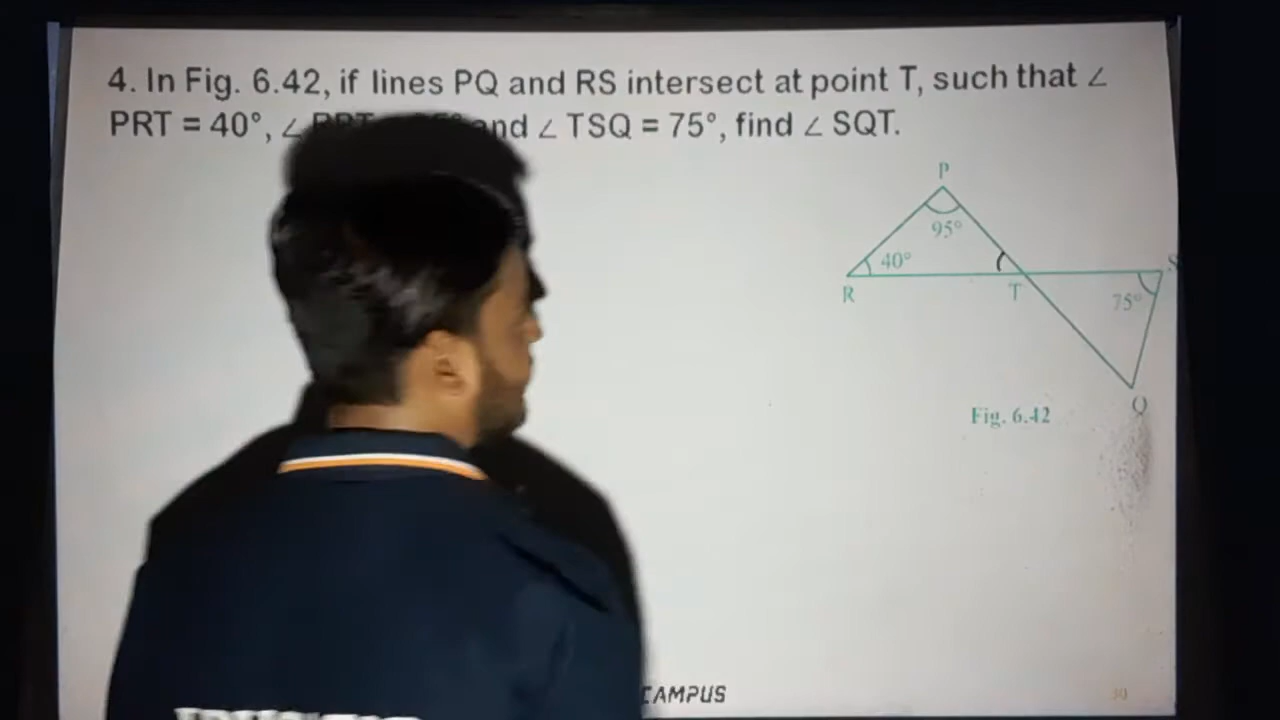 4. In Fig. 6.42, if lines PQ and RS intersect at point T, such that ∠
PRT = 40°, ∠ and ∠ TSQ = 75°, find ∠ SQT.
P
95°
40°
R
T
S
75°
Q
Fig. 6.42
CAMPUS
30